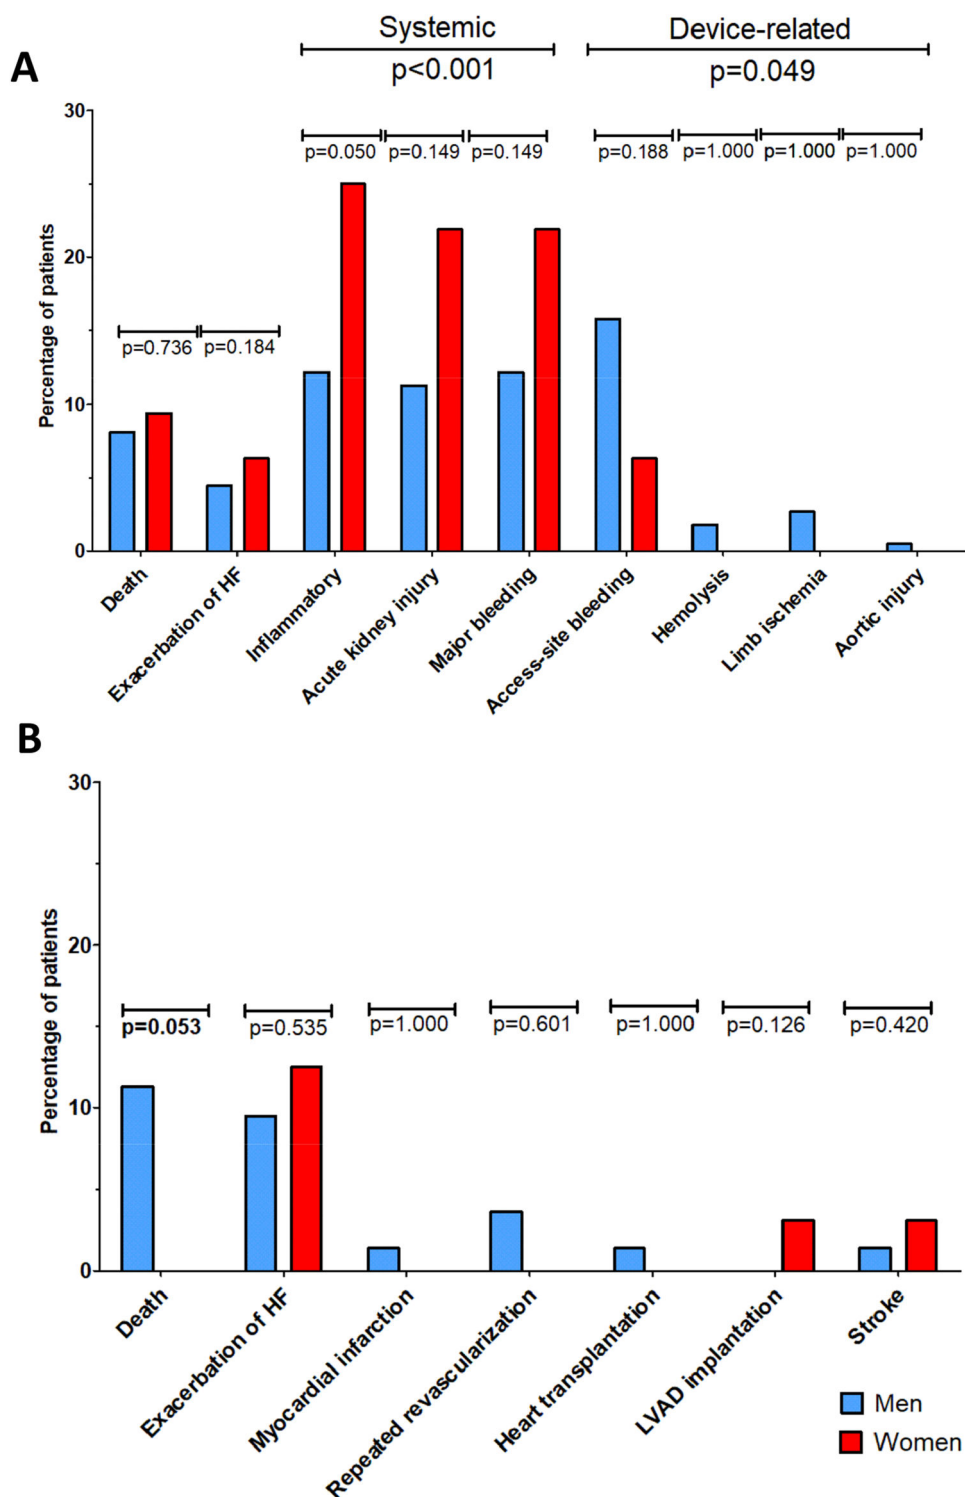 Systemic
Device-related
A
p<0.001
p=0.049
30
p=0.050
p=0.149
p=0.149
p=0.188
p=1.000
p=1.000
p=1.000
Percentage of patients
20
p=0.736
p=0.184
10
0
Death
Exacerbation of HF
Inflammatory
Acute kidney injury
Major bleeding
Access-site bleeding
Hemolysis
Limb ischemia
Aortic injury
B
30
Percentage of patients
20
p=0.053
p=0.535
p=1.000
p=0.601
p=1.000
p=0.126
p=0.420
10
0
Death
Exacerbation of HF
Myocardial infarction
Repeated revascularization
Heart transplantation
LVAD implantation
Stroke
Men
Women